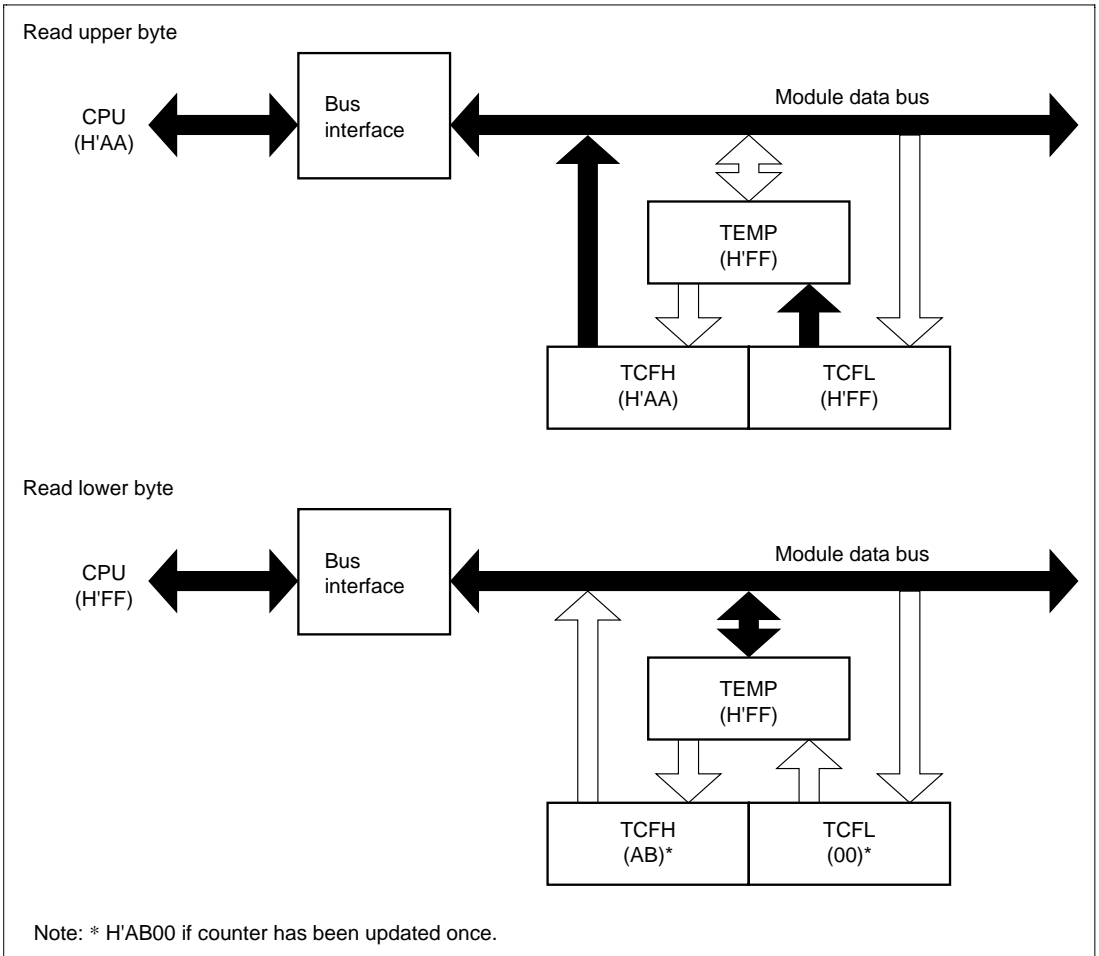 Read upper byte
CPU
(H'AA)
Bus
interface
Module data bus
TEMP
(H'FF)
TCFH
(H'AA)
TCFL
(H'FF)
Read lower byte
CPU
(H'FF)
Bus
interface
Module data bus
TEMP
(H'FF)
TCFH
(AB)*
TCFL
(00)*
Note: * H'AB00 if counter has been updated once.